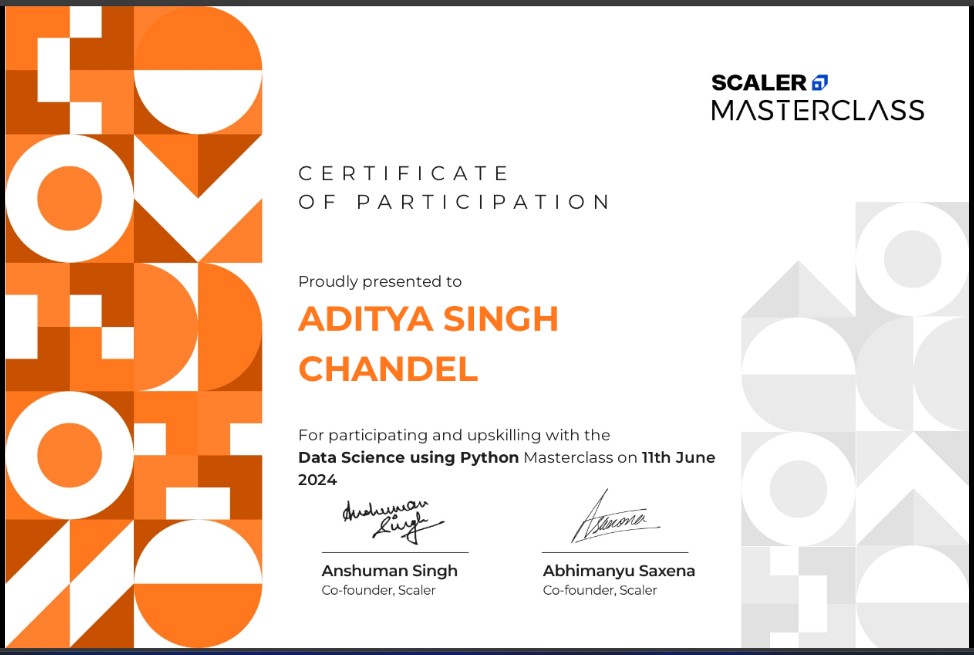 SCALER
MASTERCLASS
CERTIFICATE
OF PARTICIPATION
Proudly presented to
ADITYA SINGH
CHANDEL
For participating and upskilling with the
Data Science using Python Masterclass on 11th June
2024
Anshuman Singh
Asaxena
Anshuman Singh
Abhimanyu Saxena
Co-founder, Scaler
Co-founder, Scaler